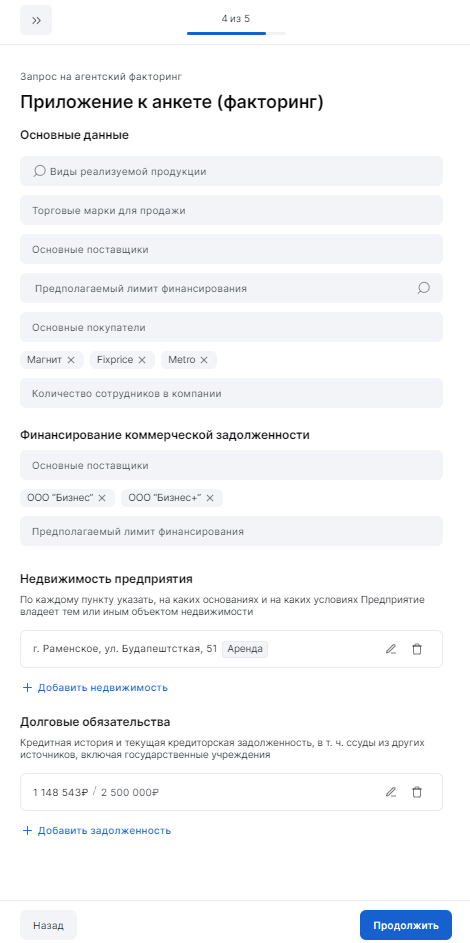 4 из 5
Запрос на агентский факторинг
Приложение к анкете (факторинг)
Основные данные
Виды реализуемой продукции
Торговые марки для продажи
Основные поставщики
Предполагаемый лимит финансирования
Основные покупатели
Магнит Fixprice Metro
Количество сотрудников в компании
Финансирование коммерческой задолженности
Основные поставщики
ООО "Бизнес" ООО "Бизнес+"
Предполагаемый лимит финансирования
Недвижимость предприятия
По каждому пункту указать, на каких основаниях и на каких условиях Предприятие
владеет тем или иным объектом недвижимости
г. Раменское, ул. Будапештсткая, 51 Аренда
+ Добавить недвижимость
Долговые обязательства
Кредитная история и текущая кредиторская задолженность, в т. ч. ссуды из других
источников, включая государственные учреждения
1 148 543₽ / 2 500 000₽
+ Добавить задолженность
Назад Продолжить